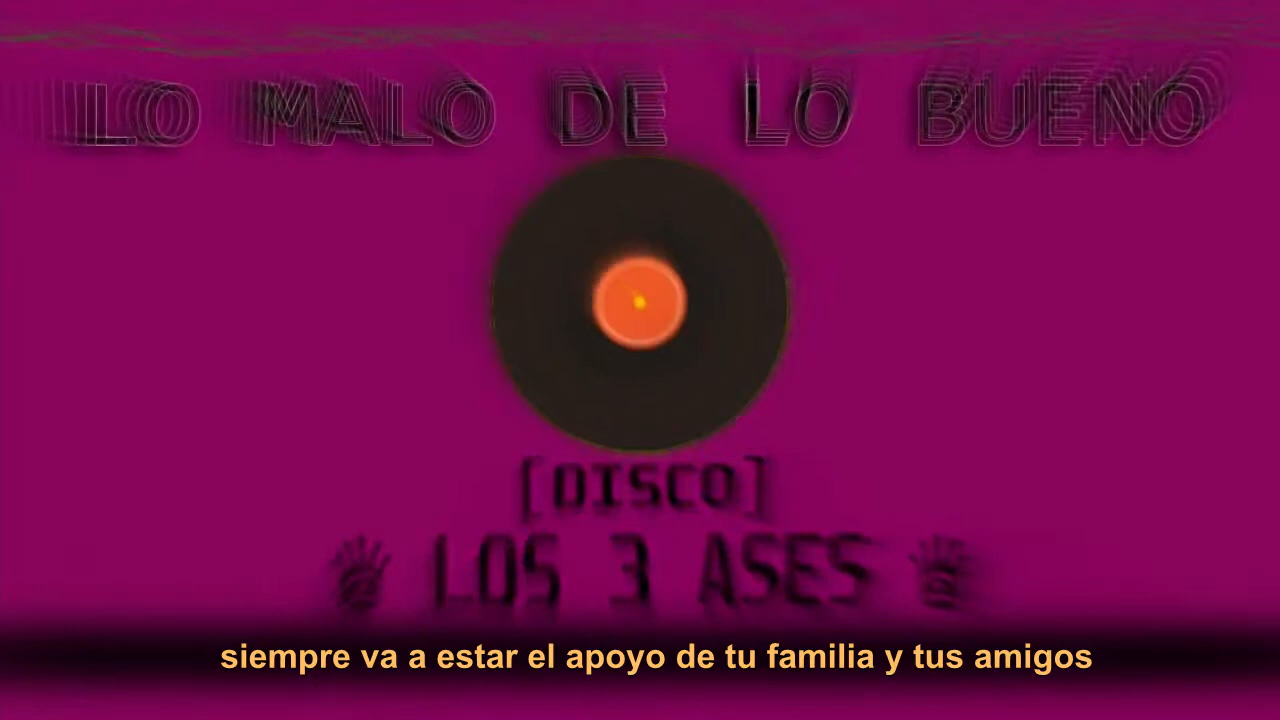 LO MALO DE LO BUENO
[DISCO]
LOS 3 ASES
siempre va a estar el apoyo de tu familia y tus amigos